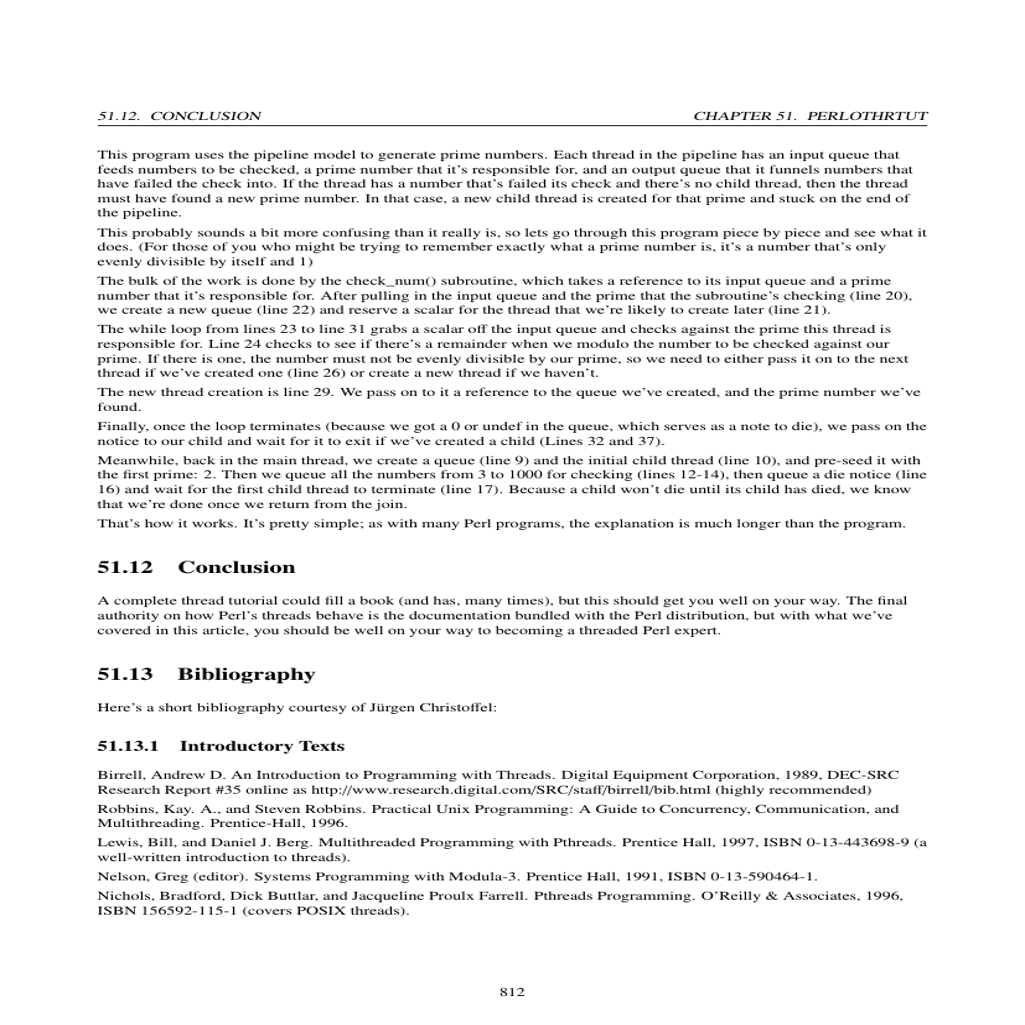 51.12. CONCLUSION CHAPTER 51. PERLOTHRTUT
This program uses the pipeline model to generate prime numbers. Each thread in the pipeline has an input queue that
feeds numbers to be checked, a prime number that it's responsible for, and an output queue that it funnels numbers that
have failed the check into. If the thread has a number that's failed its check and there's no child thread, then the thread
must have found a new prime number. In that case, a new child thread is created for that prime and stuck on the end of
the pipeline.
This probably sounds a bit more confusing than it really is, so lets go through this program piece by piece and see what it
does. (For those of you who might be trying to remember exactly what a prime number is, it's a number that's only
evenly divisible by itself and 1)
The bulk of the work is done by the check_num() subroutine, which takes a reference to its input queue and a prime
number that it's responsible for. After pulling in the input queue and the prime that the subroutine's checking (line 20),
we create a new queue (line 22) and reserve a scalar for the thread that we're likely to create later (line 21).
The while loop from lines 23 to line 31 grabs a scalar off the input queue and checks against the prime this thread is
responsible for. Line 24 checks to see if there's a remainder when we modulo the number to be checked against our
prime. If there is one, the number must not be evenly divisible by our prime, so we need to either pass it on to the next
thread if we've created one (line 26) or create a new thread if we haven't.
The new thread creation is line 29. We pass on to it a reference to the queue we've created, and the prime number we've
found.
Finally, once the loop terminates (because we got a 0 or undef in the queue, which serves as a note to die), we pass on the
notice to our child and wait for it to exit if we've created a child (Lines 32 and 37).
Meanwhile, back in the main thread, we create a queue (line 9) and the initial child thread (line 10), and pre-seed it with
the first prime: 2. Then we queue all the numbers from 3 to 1000 for checking (lines 12-14), then queue a die notice (line
16) and wait for the first child thread to terminate (line 17). Because a child won't die until its child has died, we know
that we're done once we return from the join.
That's how it works. It's pretty simple; as with many Perl programs, the explanation is much longer than the program.
51.12 Conclusion
A complete thread tutorial could fill a book (and has, many times), but this should get you well on your way. The final
authority on how Perl's threads behave is the documentation bundled with the Perl distribution, but with what we've
covered in this article, you should be well on your way to becoming a threaded Perl expert.
51.13 Bibliography
Here's a short bibliography courtesy of Jürgen Christoffel:
51.13.1 Introductory Texts
Birrell, Andrew D. An Introduction to Programming with Threads. Digital Equipment Corporation, 1989, DEC-SRC
Research Report #35 online as http://www.research.digital.com/SRC/staff/birrell/bib.html (highly recommended)
Robbins, Kay. A., and Steven Robbins. Practical Unix Programming: A Guide to Concurrency, Communication, and
Multithreading. Prentice-Hall, 1996.
Lewis, Bill, and Daniel J. Berg. Multithreaded Programming with Pthreads. Prentice Hall, 1997, ISBN 0-13-443698-9 (a
well-written introduction to threads).
Nelson, Greg (editor). Systems Programming with Modula-3. Prentice Hall, 1991, ISBN 0-13-590464-1.
Nichols, Bradford, Dick Buttlar, and Jacqueline Proulx Farrell. Pthreads Programming. O'Reilly & Associates, 1996,
ISBN 156592-115-1 (covers POSIX threads).
812